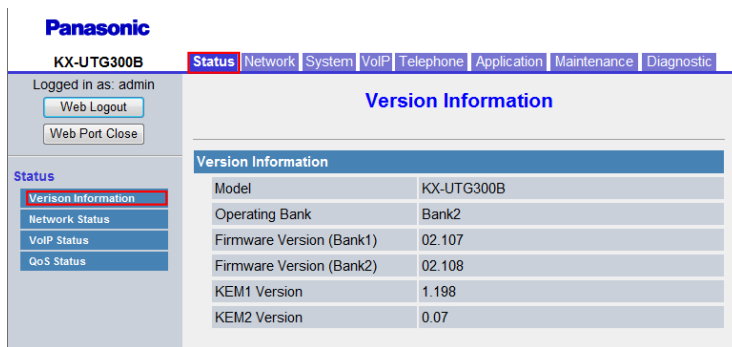 Panasonic
KX-UTG300B
Status Network System VoIP Telephone Application Maintenance Diagnostic
Logged in as: admin
Web Logout
Web Port Close
Status
Verison Information
Network Status
VoIP Status
QoS Status
Version Information
Version Information
Model KX-UTG300B
Operating Bank Bank2
Firmware Version (Bank1) 02.107
Firmware Version (Bank2) 02.108
KEM1 Version 1.198
KEM2 Version 0.07